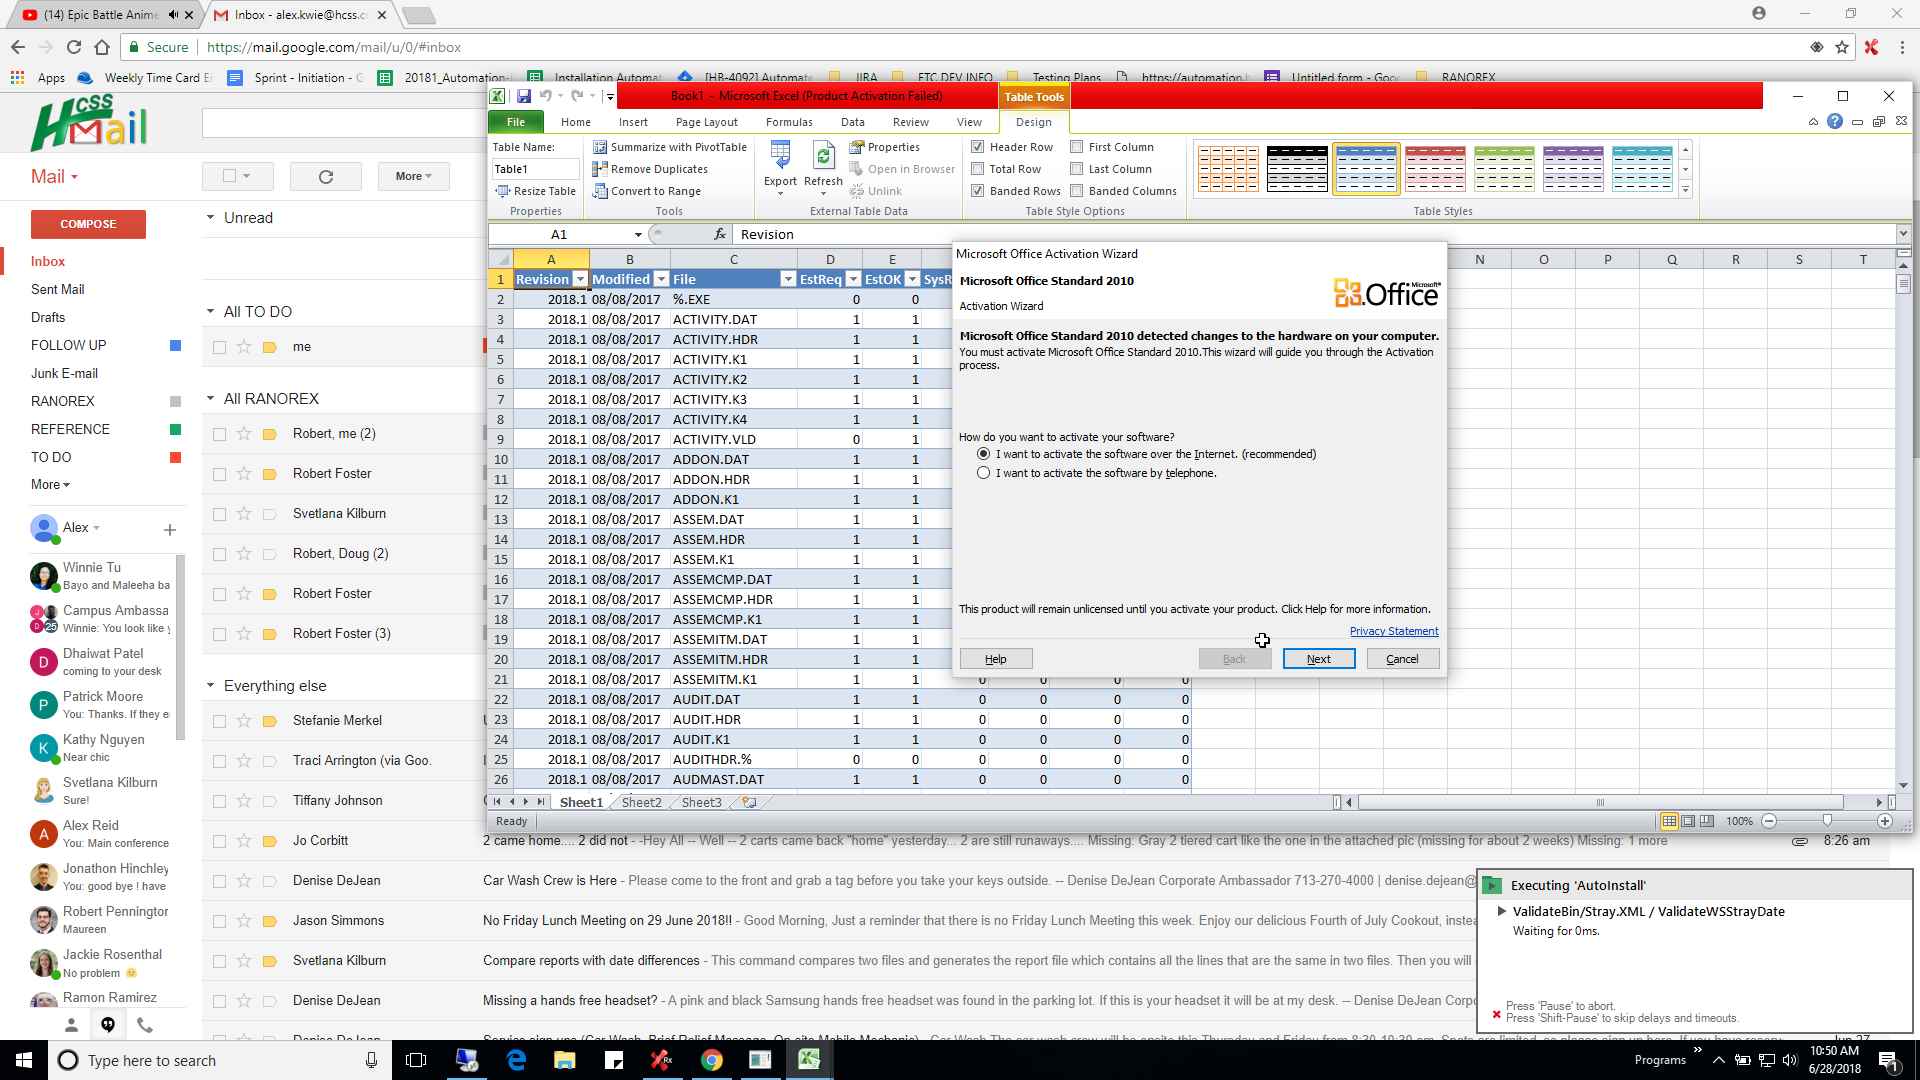 (14) Epic Battle Anime
Inbox - alex.kwie@hcss.c
Secure
https://mail.google.com/mail/u/0/#inbox
Apps
Weekly Time Card E
Sprint - Initiation - G
20181_Automation-
Installation Automat
[HB-4092] Automate
JIRA
ETC DEV INFO
Testing Plans
https://automation.
Untitled form - Goog
RANOREX
HCSS
Mail
Mail
More
COMPOSE
Inbox
Sent Mail
Drafts
FOLLOW UP
Junk E-mail
RANOREX
REFERENCE
TO DO
More
Alex
Winnie Tu
Bayo and Maleeha ba
Campus Ambassa
25
Winnie: You look like y
D
Dhaiwat Patel
coming to your desk
P
Patrick Moore
You: Thanks. If they e
K
Kathy Nguyen
Near chic
Svetlana Kilburn
Sure!
A
Alex Reid
You: Main conference
Jonathon Hinchley
You: good bye ! have
Robert Pennington
Maureen
Jackie Rosenthal
No problem
Ramon Ramirez
Unread
All TO DO
me
All RANOREX
Robert, me (2)
Robert Foster
Svetlana Kilburn
Robert, Doug (2)
Robert Foster
Robert Foster (3)
Everything else
Stefanie Merkel
Traci Arrington (via Goo.
Tiffany Johnson
Jo Corbitt
2 came home.... 2 did not - -Hey All -- Well -- 2 carts came back "home" yesterday... 2 are still runaways.... Missing: Gray 2 tiered cart like the one in the attached pic (missing for about 2 weeks) Missing: 1 more
8:26 am
Denise DeJean
Car Wash Crew is Here - Please come to the front and grab a tag before you take your keys outside. -- Denise DeJean Corporate Ambassador 713-270-4000 | denise.dejean@
Jason Simmons
No Friday Lunch Meeting on 29 June 2018!! - Good Morning, Just a reminder that there is no Friday Lunch Meeting this week. Enjoy our delicious Fourth of July Cookout, instea
Svetlana Kilburn
Compare reports with date differences - This command compares two files and generates the report file which contains all the lines that are the same in two files. Then you will
Denise DeJean
Missing a hands free headset? - A pink and black Samsung hands free headset was found in the parking lot. If this is your headset it will be at my desk. -- Denise DeJean Corpo
Book1 - Microsoft Excel (Product Activation Failed)
Table Tools
File
Home
Insert
Page Layout
Formulas
Data
Review
View
Design
Table Name:
Table1
Resize Table
Properties
Summarize with PivotTable
Remove Duplicates
Convert to Range
Tools
Export
Refresh
Properties
Open in Browser
Unlink
External Table Data
Header Row
Total Row
Banded Rows
First Column
Last Column
Banded Columns
Table Style Options
Table Styles
A1
fx
Revision
A B C D E N O P Q R S T
1 Revision Modified File EstReq EstOK SysR
2 2018.1 08/08/2017 %.EXE 0 0
3 2018.1 08/08/2017 ACTIVITY.DAT 1 1
4 2018.1 08/08/2017 ACTIVITY.HDR 1 1
5 2018.1 08/08/2017 ACTIVITY.K1 1 1
6 2018.1 08/08/2017 ACTIVITY.K2 1 1
7 2018.1 08/08/2017 ACTIVITY.K3 1 1
8 2018.1 08/08/2017 ACTIVITY.K4 1 1
9 2018.1 08/08/2017 ACTIVITY.VLD 0 1
10 2018.1 08/08/2017 ADDON.DAT 1 1
11 2018.1 08/08/2017 ADDON.HDR 1 1
12 2018.1 08/08/2017 ADDON.K1 1 1
13 2018.1 08/08/2017 ASSEM.DAT 1 1
14 2018.1 08/08/2017 ASSEM.HDR 1 1
15 2018.1 08/08/2017 ASSEM.K1 1 1
16 2018.1 08/08/2017 ASSEMCMP.DAT 1 1
17 2018.1 08/08/2017 ASSEMCMP.HDR 1 1
18 2018.1 08/08/2017 ASSEMCMP.K1 1 1
19 2018.1 08/08/2017 ASSEMITM.DAT 1 1
20 2018.1 08/08/2017 ASSEMITM.HDR 1 1
21 2018.1 08/08/2017 ASSEMITM.K1 1 1 0 0 0 0
22 2018.1 08/08/2017 AUDIT.DAT 1 1 0 0 0 0
23 2018.1 08/08/2017 AUDIT.HDR 1 1 0 0 0 0
24 2018.1 08/08/2017 AUDIT.K1 1 1 0 0 0 0
25 2018.1 08/08/2017 AUDITHDR.% 0 0 0 0 0 0
26 2018.1 08/08/2017 AUDMAST.DAT 1 1 0 0 0 0
Sheet1
Sheet2
Sheet3
Ready
100%
Microsoft Office Activation Wizard
Microsoft Office Standard 2010
Activation Wizard
Microsoft
Office
Microsoft Office Standard 2010 detected changes to the hardware on your computer.
You must activate Microsoft Office Standard 2010.This wizard will guide you through the Activation
process.
How do you want to activate your software?
I want to activate the software over the Internet. (recommended)
I want to activate the software by telephone.
This product will remain unlicensed until you activate your product. Click Help for more information.
Privacy Statement
Help
Back
Next
Cancel
Executing 'AutoInstall'
ValidateBin/Stray.XML / ValidateWSStrayDate
Waiting for 0ms.
Press 'Pause' to abort.
Press 'Shift-Pause' to skip delays and timeouts.
Type here to search
Programs
10:50 AM
6/28/2018
1